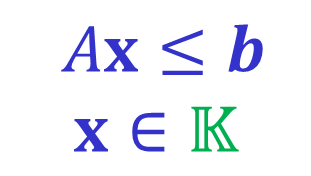 Ax ≤ b
x ∈ 𝕂